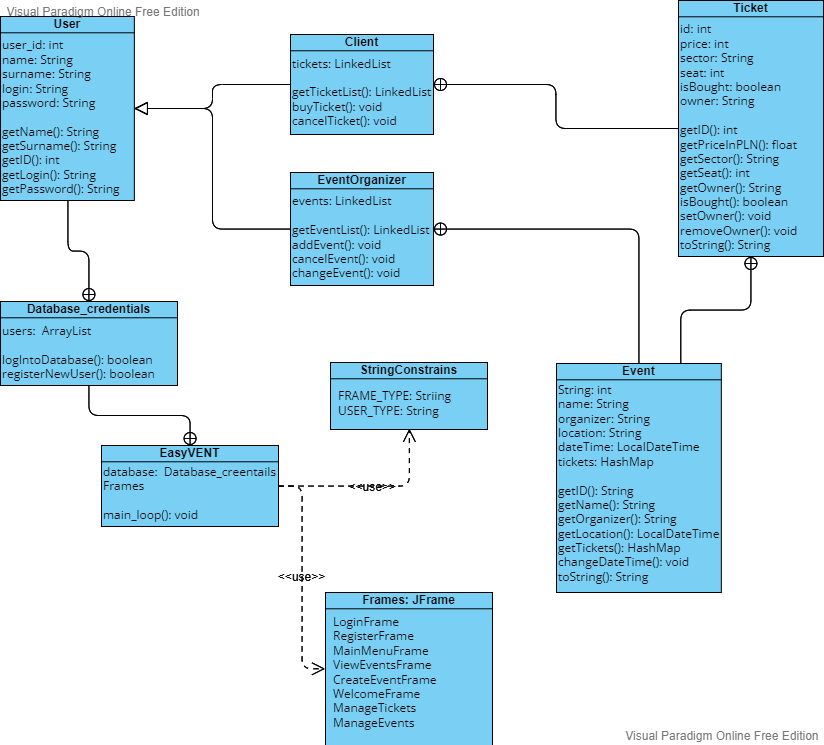 Visual Paradigm Online Free Edition
User
user_id: int
name: String
surname: String
login: String
password: String
getName(): String
getSurname(): String
getID(): int
getLogin(): String
getPassword(): String
Client
tickets: LinkedList
getTicketList(): LinkedList
buyTicket(): void
cancelTicket(): void
Ticket
id: int
price: int
sector: String
seat: int
isBought: boolean
owner: String
getID(): int
getPriceInPLN(): float
getSector(): String
getSeat(): int
getOwner(): String
isBought(): boolean
setOwner(): void
removeOwner(): void
toString(): String
EventOrganizer
events: LinkedList
getEventList(): LinkedList
addEvent(): void
cancelEvent(): void
changeEvent(): void
Database_credentials
users:  ArrayList
logIntoDatabase(): boolean
registerNewUser(): boolean
StringConstrains
FRAME_TYPE: Striing
USER_TYPE: String
Event
String: int
name: String
organizer: String
location: String
dateTime: LocalDateTime
tickets: HashMap
getID(): String
getName(): String
getOrganizer(): String
getLocation(): LocalDateTime
getTickets(): HashMap
changeDateTime(): void
toString(): String
EasyVENT
database:  Database_creentails
Frames
main_loop(): void
<<use>>
<<use>>
Frames: JFrame
LoginFrame
RegisterFrame
MainMenuFrame
ViewEventsFrame
CreateEventFrame
WelcomeFrame
ManageTickets
ManageEvents
Visual Paradigm Online Free Edition